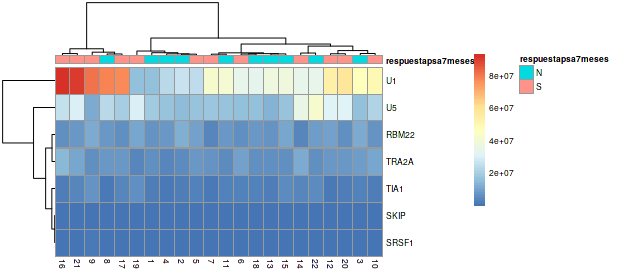 respuestapsa7meses
U1
U5
RBM22
TRA2A
TIA1
SKIP
SRSF1
16 21 9 8 17 19 1 4 2 5 7 11 6 18 13 15 14 22 12 20 3 10
8e+07
6e+07
4e+07
2e+07
respuestapsa7meses
N
S